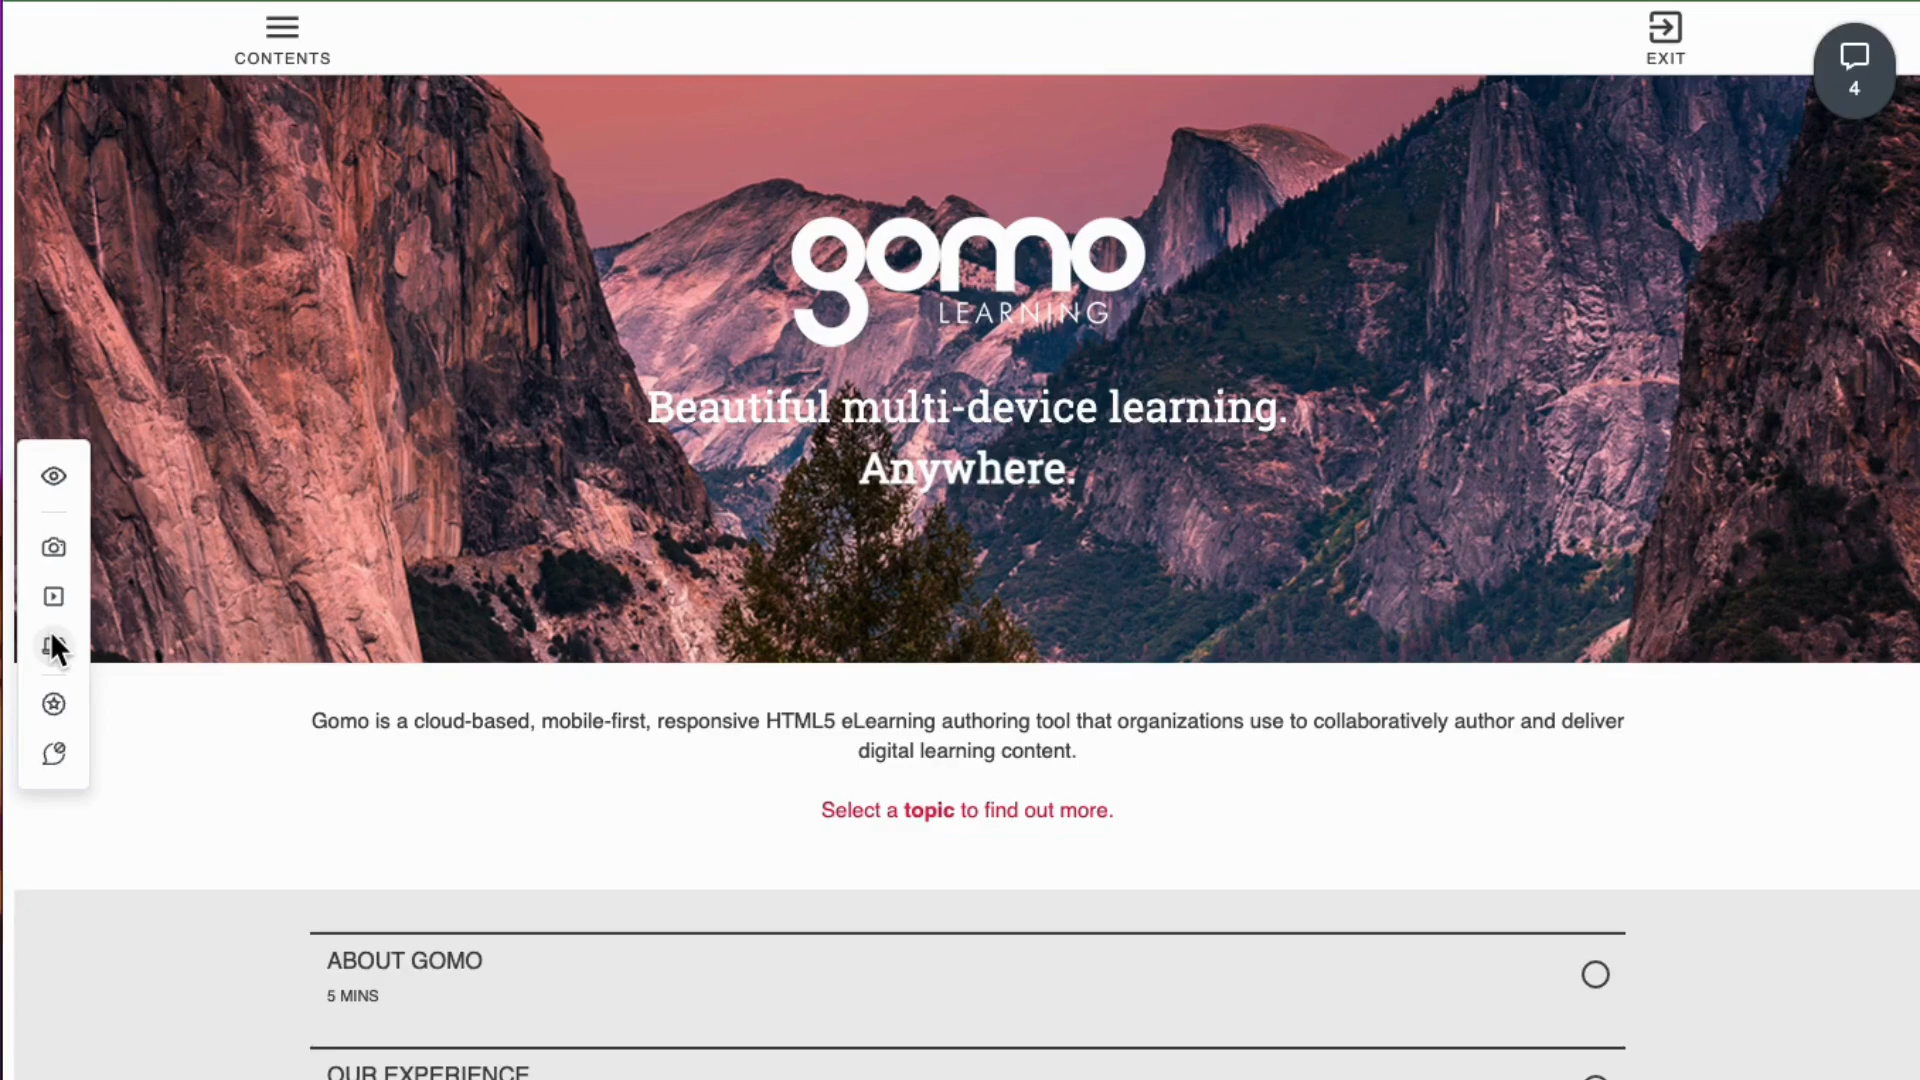 CONTENTS
EXIT
4
gomo
LEARNING
Beautiful multi-device learning.
Anywhere.
Gomo is a cloud-based, mobile-first, responsive HTML5 eLearning authoring tool that organizations use to collaboratively author and deliver
digital learning content.
Select a topic to find out more.
ABOUT GOMO
5 MINS
OUR EXPERIENCE